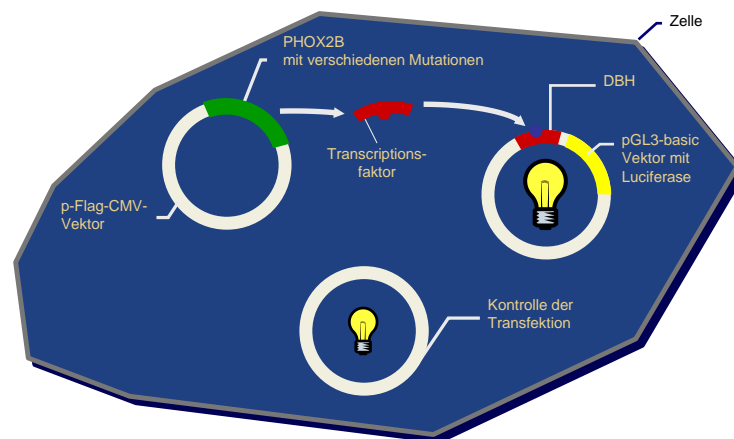 Zelle
PHOX2B
mit verschiedenen Mutationen
DBH
pGL3-basic
Vektor mit
Luciferase
Transcriptions-
faktor
p-Flag-CMV-
Vektor
Kontrolle der
Transfektion